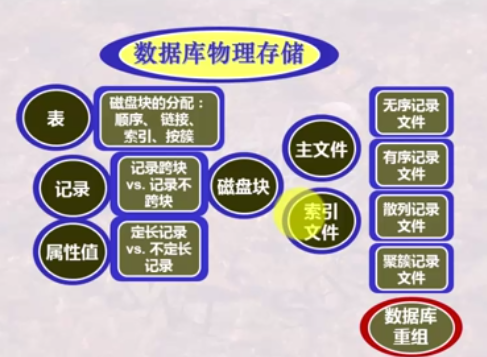 数据库物理存储
表
磁盘块的分配：
顺序、 链接、
索引、按簇
记录
记录跨块
vs. 记录不
跨块
属性值
定长记录
vs. 不定长
记录
磁盘块
主文件
索引
文件
无序记录
文件
有序记录
文件
散列记录
文件
聚簇记录
文件
数据库
重组